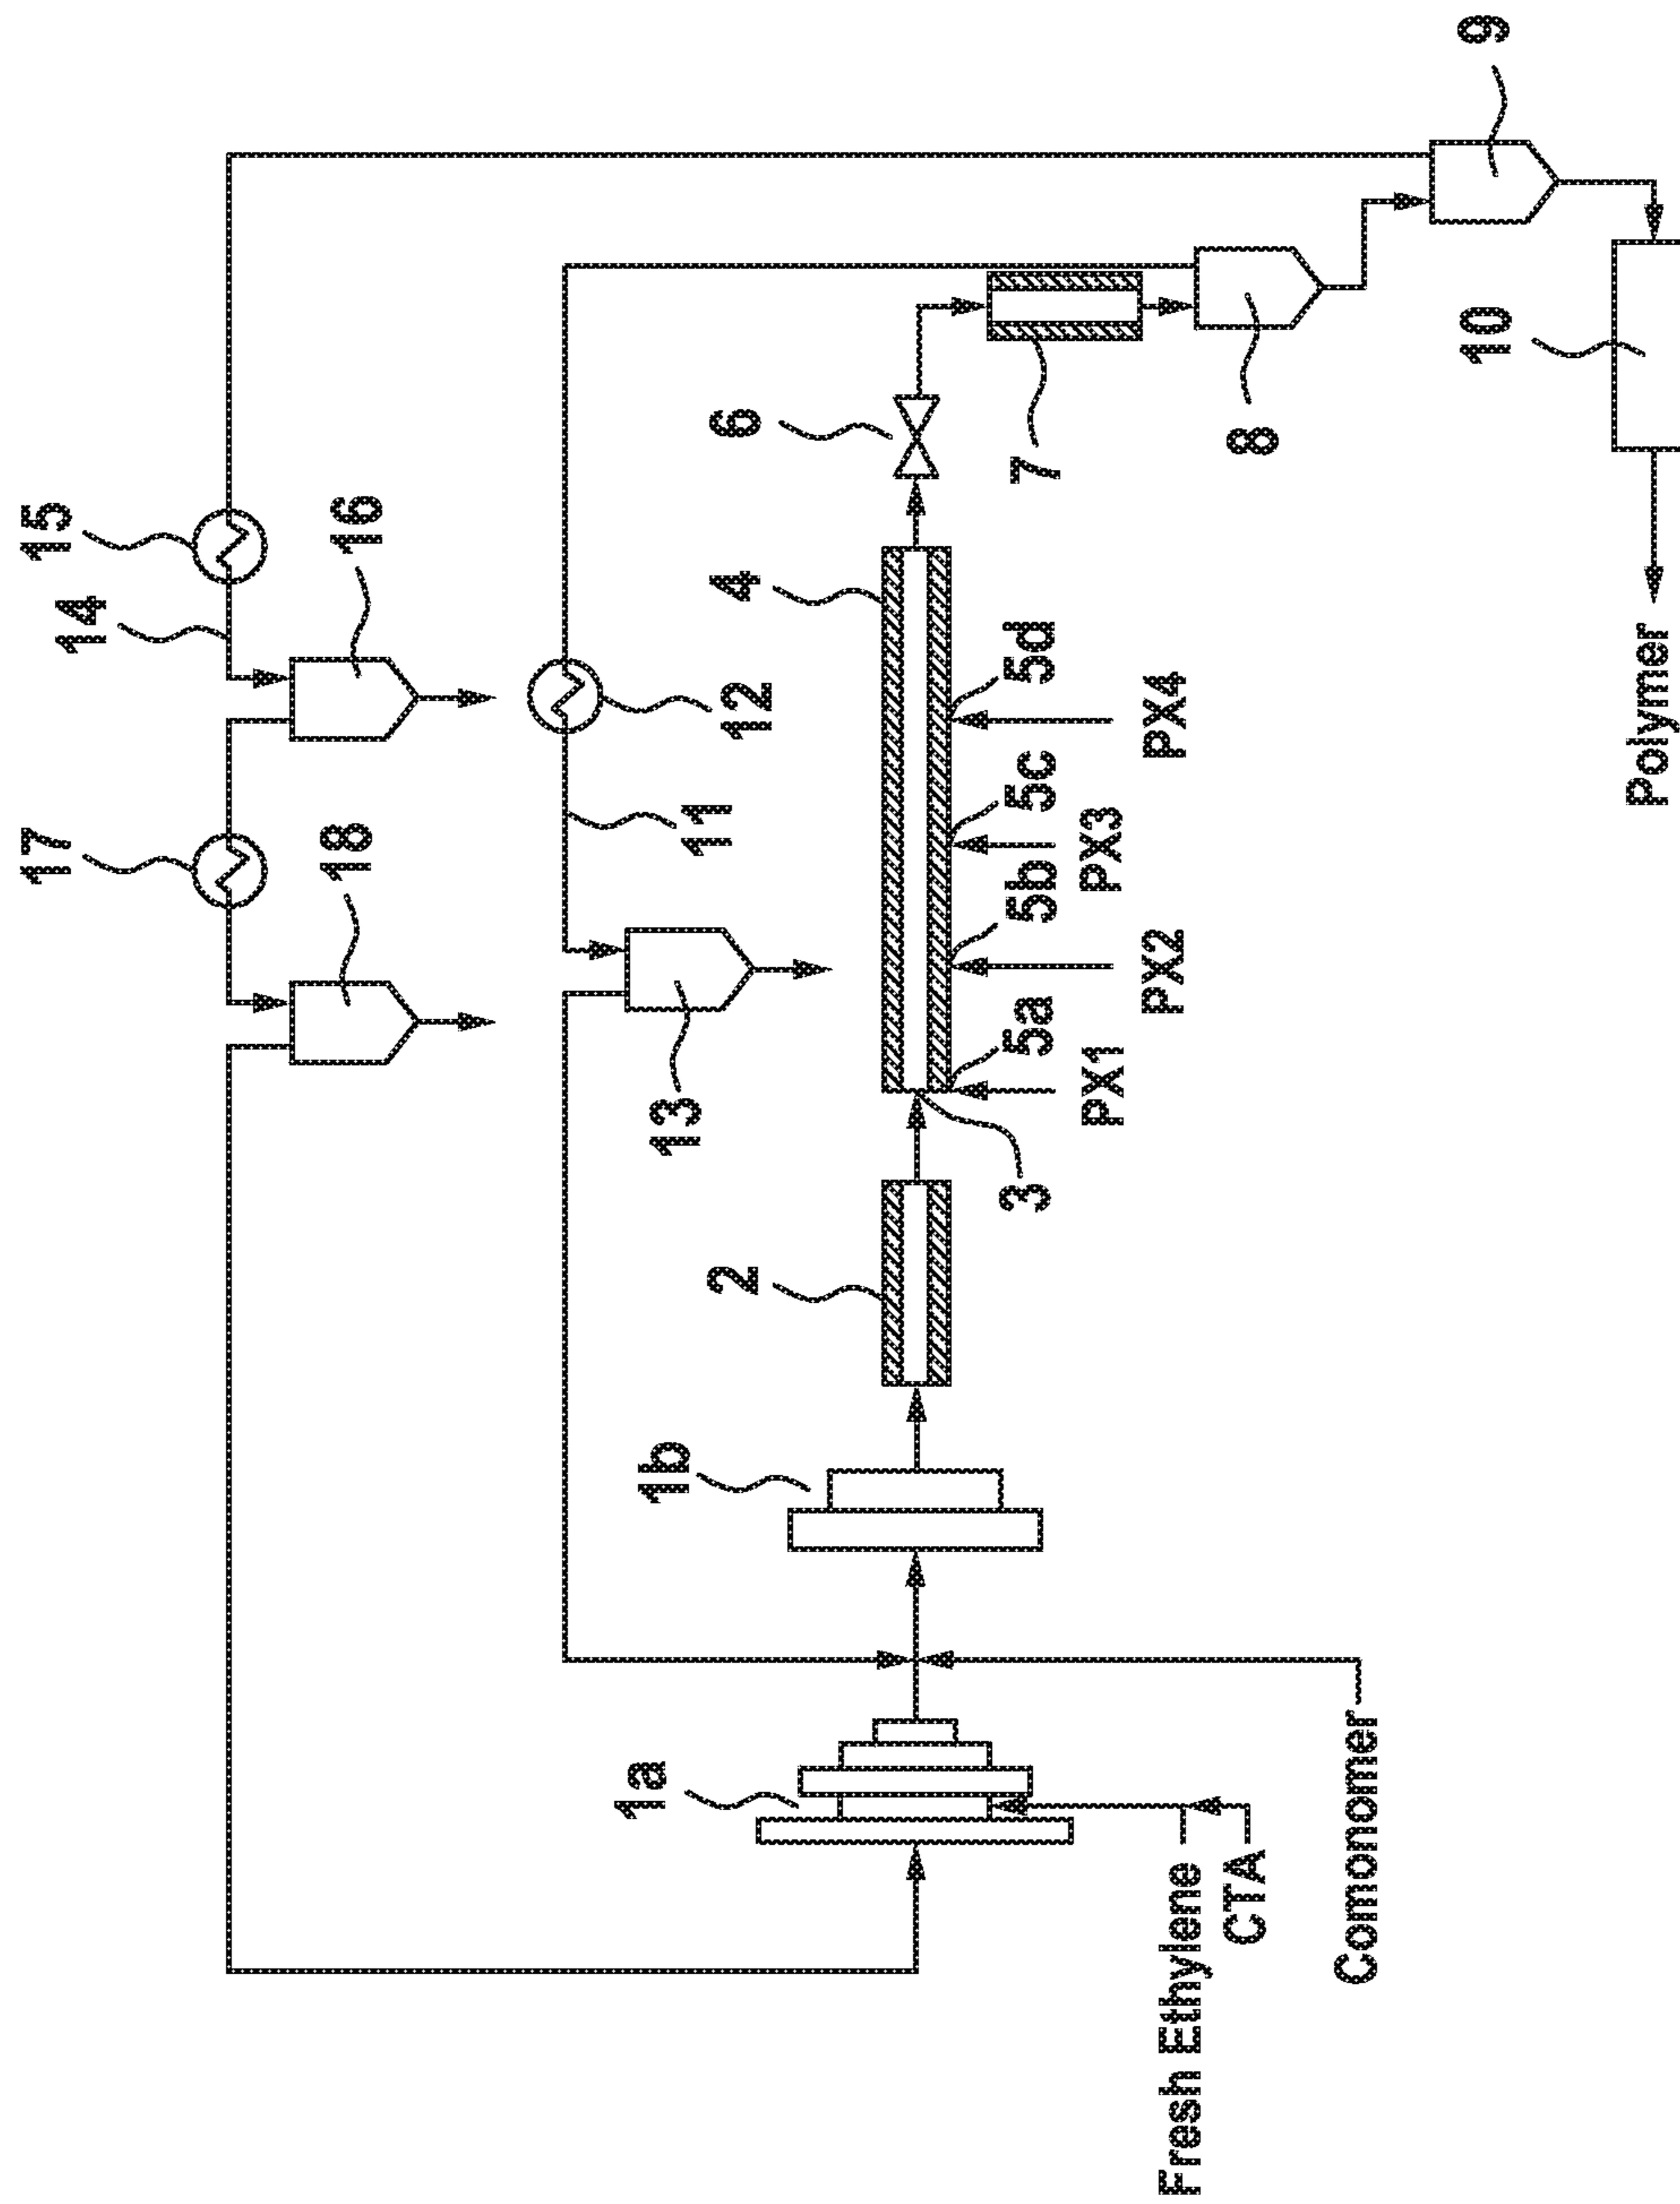 15
14
16
17
18
12
11
13
6
4
7
8
9
10
5d
5c
5b
5a
PX4
PX3
PX2
PX1
3
2
1b
1a
Fresh Ethylene
CTA
Comonomer
Polymer